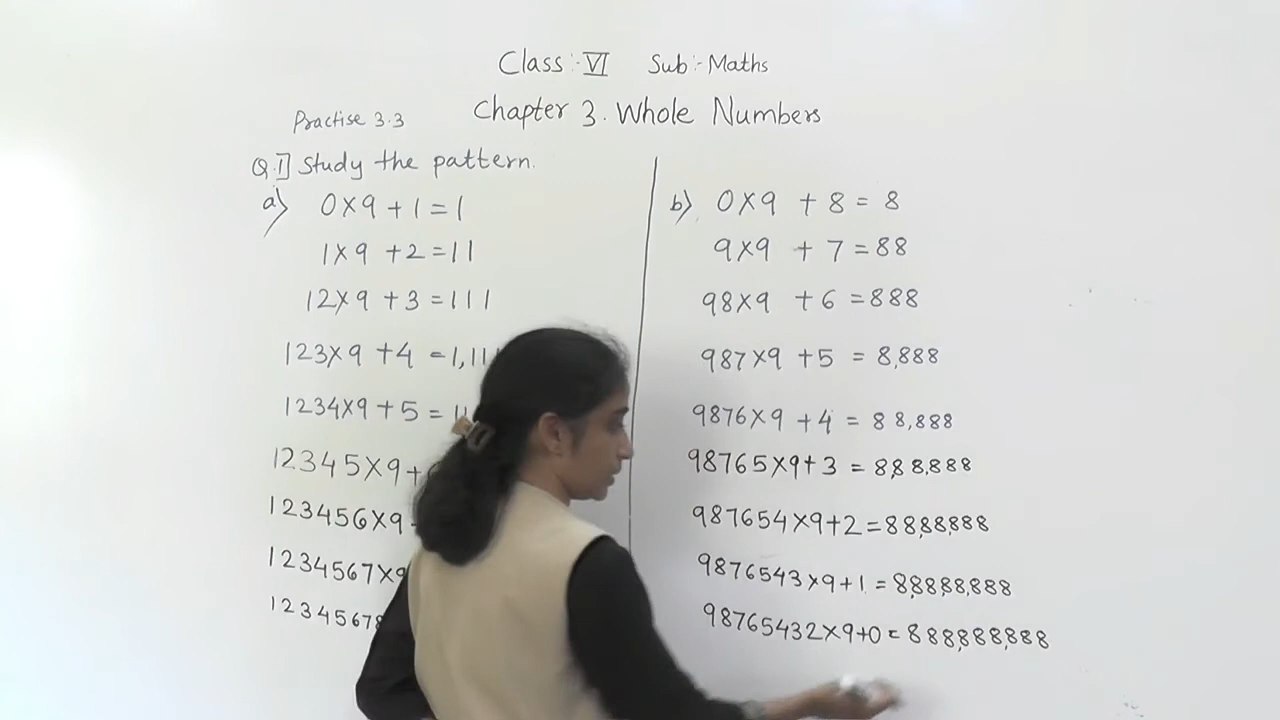 Class :- VI Sub :- Maths
Chapter 3. Whole Numbers
Practise 3.3
Q.I] Study the pattern.
a) 0×9 + 1 = 1
1×9 + 2 = 11
12×9 + 3 = 111
123×9 + 4 = 1,11
1234×9 + 5 =
12345×9 +
123456×9
1234567×9
12345678
b) 0×9 + 8 = 8
9×9 + 7 = 88
98×9 + 6 = 888
987×9 + 5 = 8,888
9876×9 + 4 = 88,888
98765×9+3 = 8,88,888
987654×9+2 = 88,88,888
9876543×9+1 = 8,88,88,888
98765432×9+0 = 888,888,888